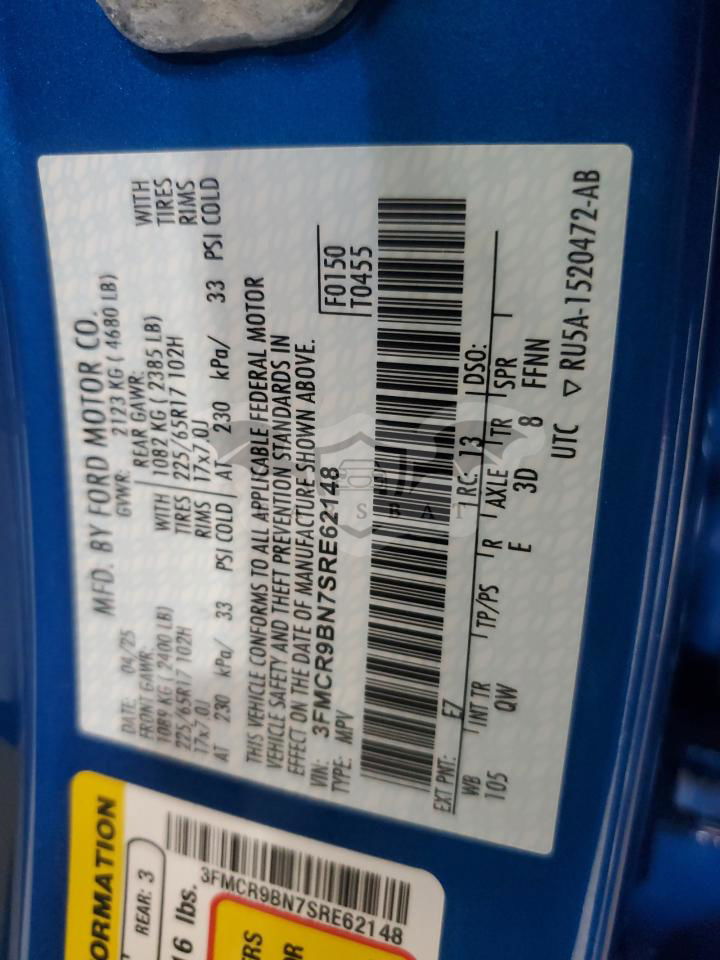 MFD. BY FORD MOTOR CO.
DATE: 04/25 GVWR: 2123 KG ( 4680 LB)
FRONT GAWR: REAR GAWR:
1089 KG ( 2400 LB) WITH 1082 KG ( 2385 LB) WITH
225/65R17 102H TIRES 225/65R17 102H TIRES
17x7.0J RIMS 17x7.0J RIMS
AT 230 kPa/ 33 PSI COLD AT 230 kPa/ 33 PSI COLD
THIS VEHICLE CONFORMS TO ALL APPLICABLE FEDERAL MOTOR
VEHICLE SAFETY AND THEFT PREVENTION STANDARDS IN
EFFECT ON THE DATE OF MANUFACTURE SHOWN ABOVE.
VIN: 3FMCR9BN7SRE62148 F0150
TYPE: MPV T0455
EXT PNT: EZ RC: 13 DSO:
WB INT TR TP/PS R AXLE TR SPR
105 QW E 3D 8 FFNN
UTC ▽ RU5A-1520472-AB
ORMATION
REAR: 3
16 lbs.
3FMCR9BN7SRE62148
ERS
OR